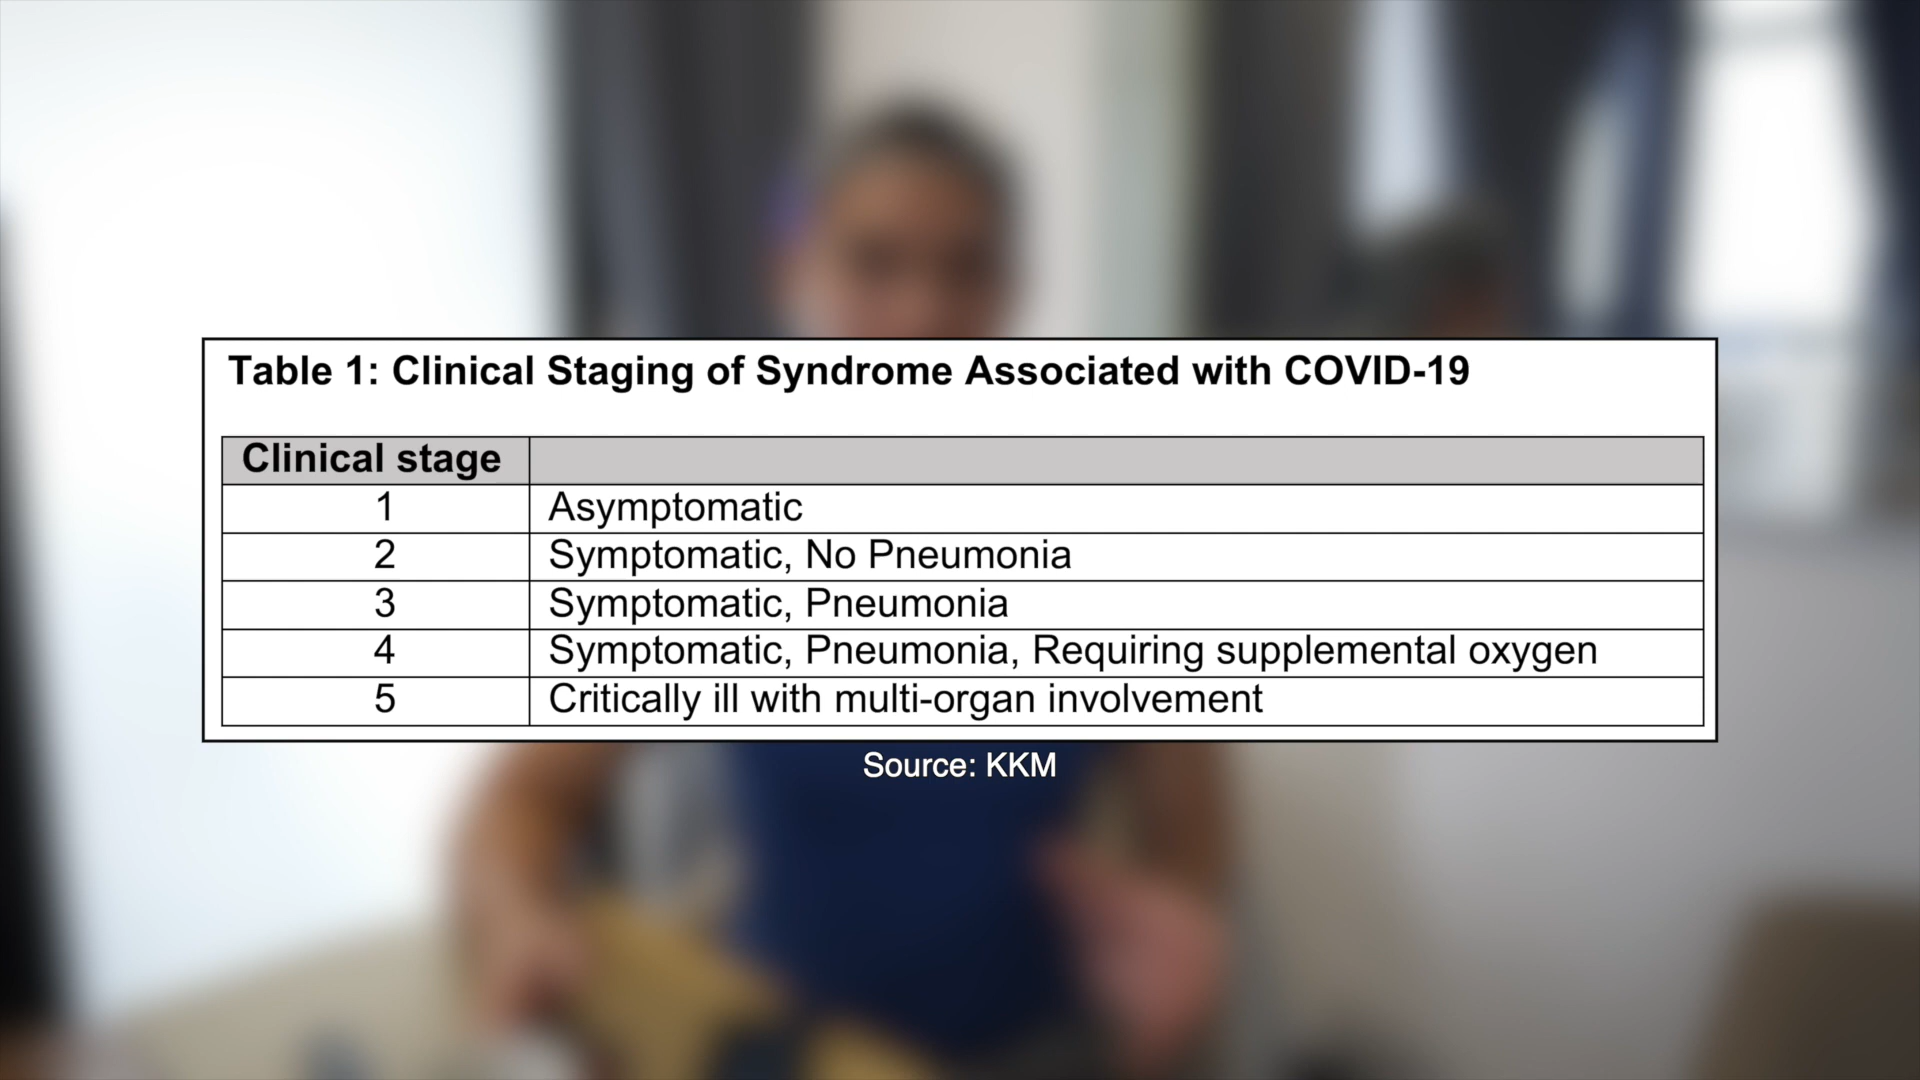 Table 1: Clinical Staging of Syndrome Associated with COVID-19
Clinical stage
1 Asymptomatic
2 Symptomatic, No Pneumonia
3 Symptomatic, Pneumonia
4 Symptomatic, Pneumonia, Requiring supplemental oxygen
5 Critically ill with multi-organ involvement
Source: KKM